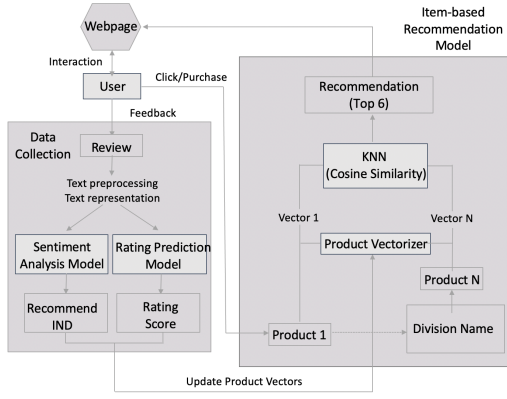 Webpage
Item-based
Recommendation
Model
Interaction
Click/Purchase
User
Recommendation
(Top 6)
Feedback
Data
Collection
Review
KNN
(Cosine Similarity)
Text preprocessing
Text representation
Vector 1
Vector N
Sentiment
Analysis Model
Rating Prediction
Model
Product Vectorizer
Product N
Recommend
IND
Rating
Score
Product 1
Division Name
Update Product Vectors